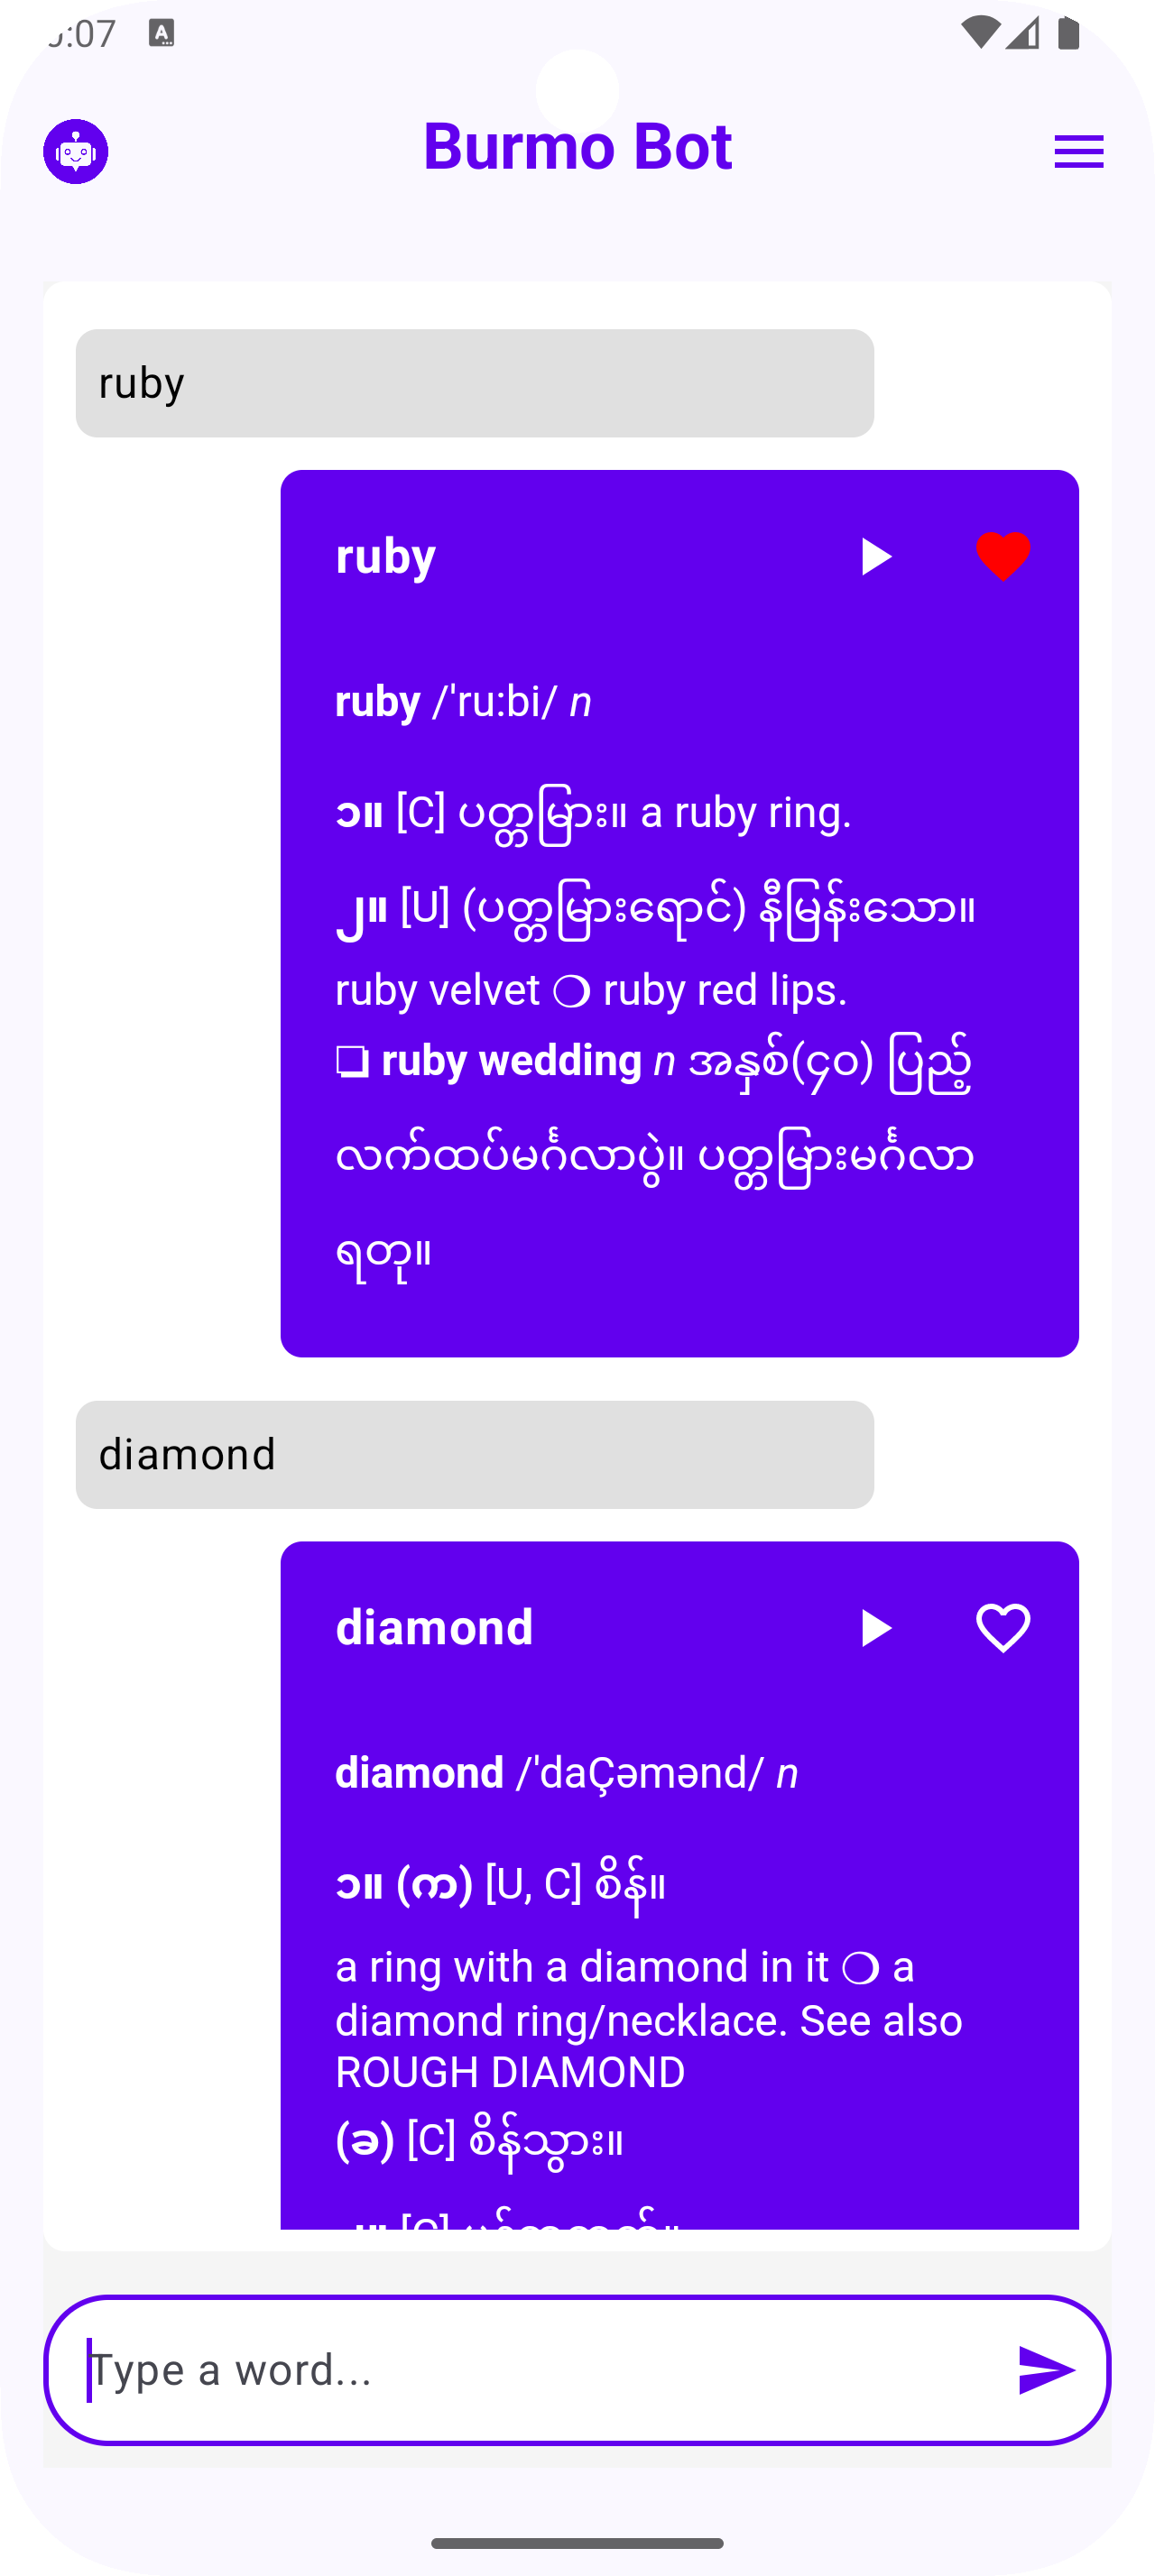 :07
Burmo Bot
ruby
ruby
ruby /'ru:bi/ n
၁။ [C] ပတ္တမြား။ a ruby ring.
၂။ [U] (ပတ္တမြားရောင်) နီမြန်းသော။
ruby velvet ❍ ruby red lips.
❏ ruby wedding n အနှစ်(၄၀) ပြည့်
လက်ထပ်မင်္ဂလာပွဲ။ ပတ္တမြားမင်္ဂလာ
ရတု။
diamond
diamond
diamond /'daÇəmənd/ n
၁။ (က) [U, C] စိန်။
a ring with a diamond in it ❍ a
diamond ring/necklace. See also
ROUGH DIAMOND
(ခ) [C] စိန်သွား။
Type a word...